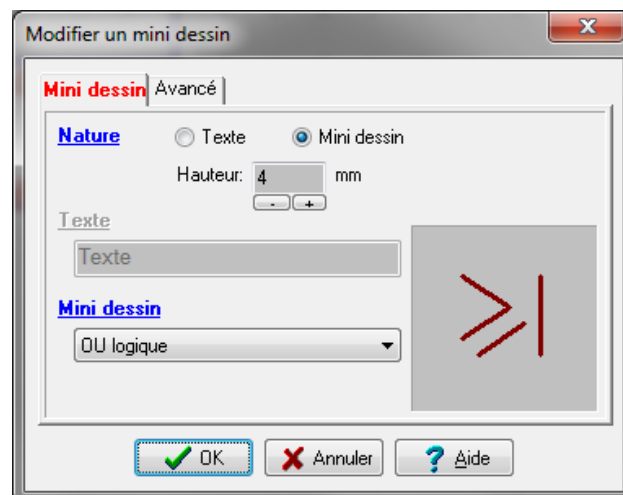 Modifier un mini dessin
Mini dessin Avancé
Nature Texte Mini dessin
Hauteur: 4 mm
- +
Texte
Texte
Mini dessin
OU logique
≥1
OK Annuler Aide